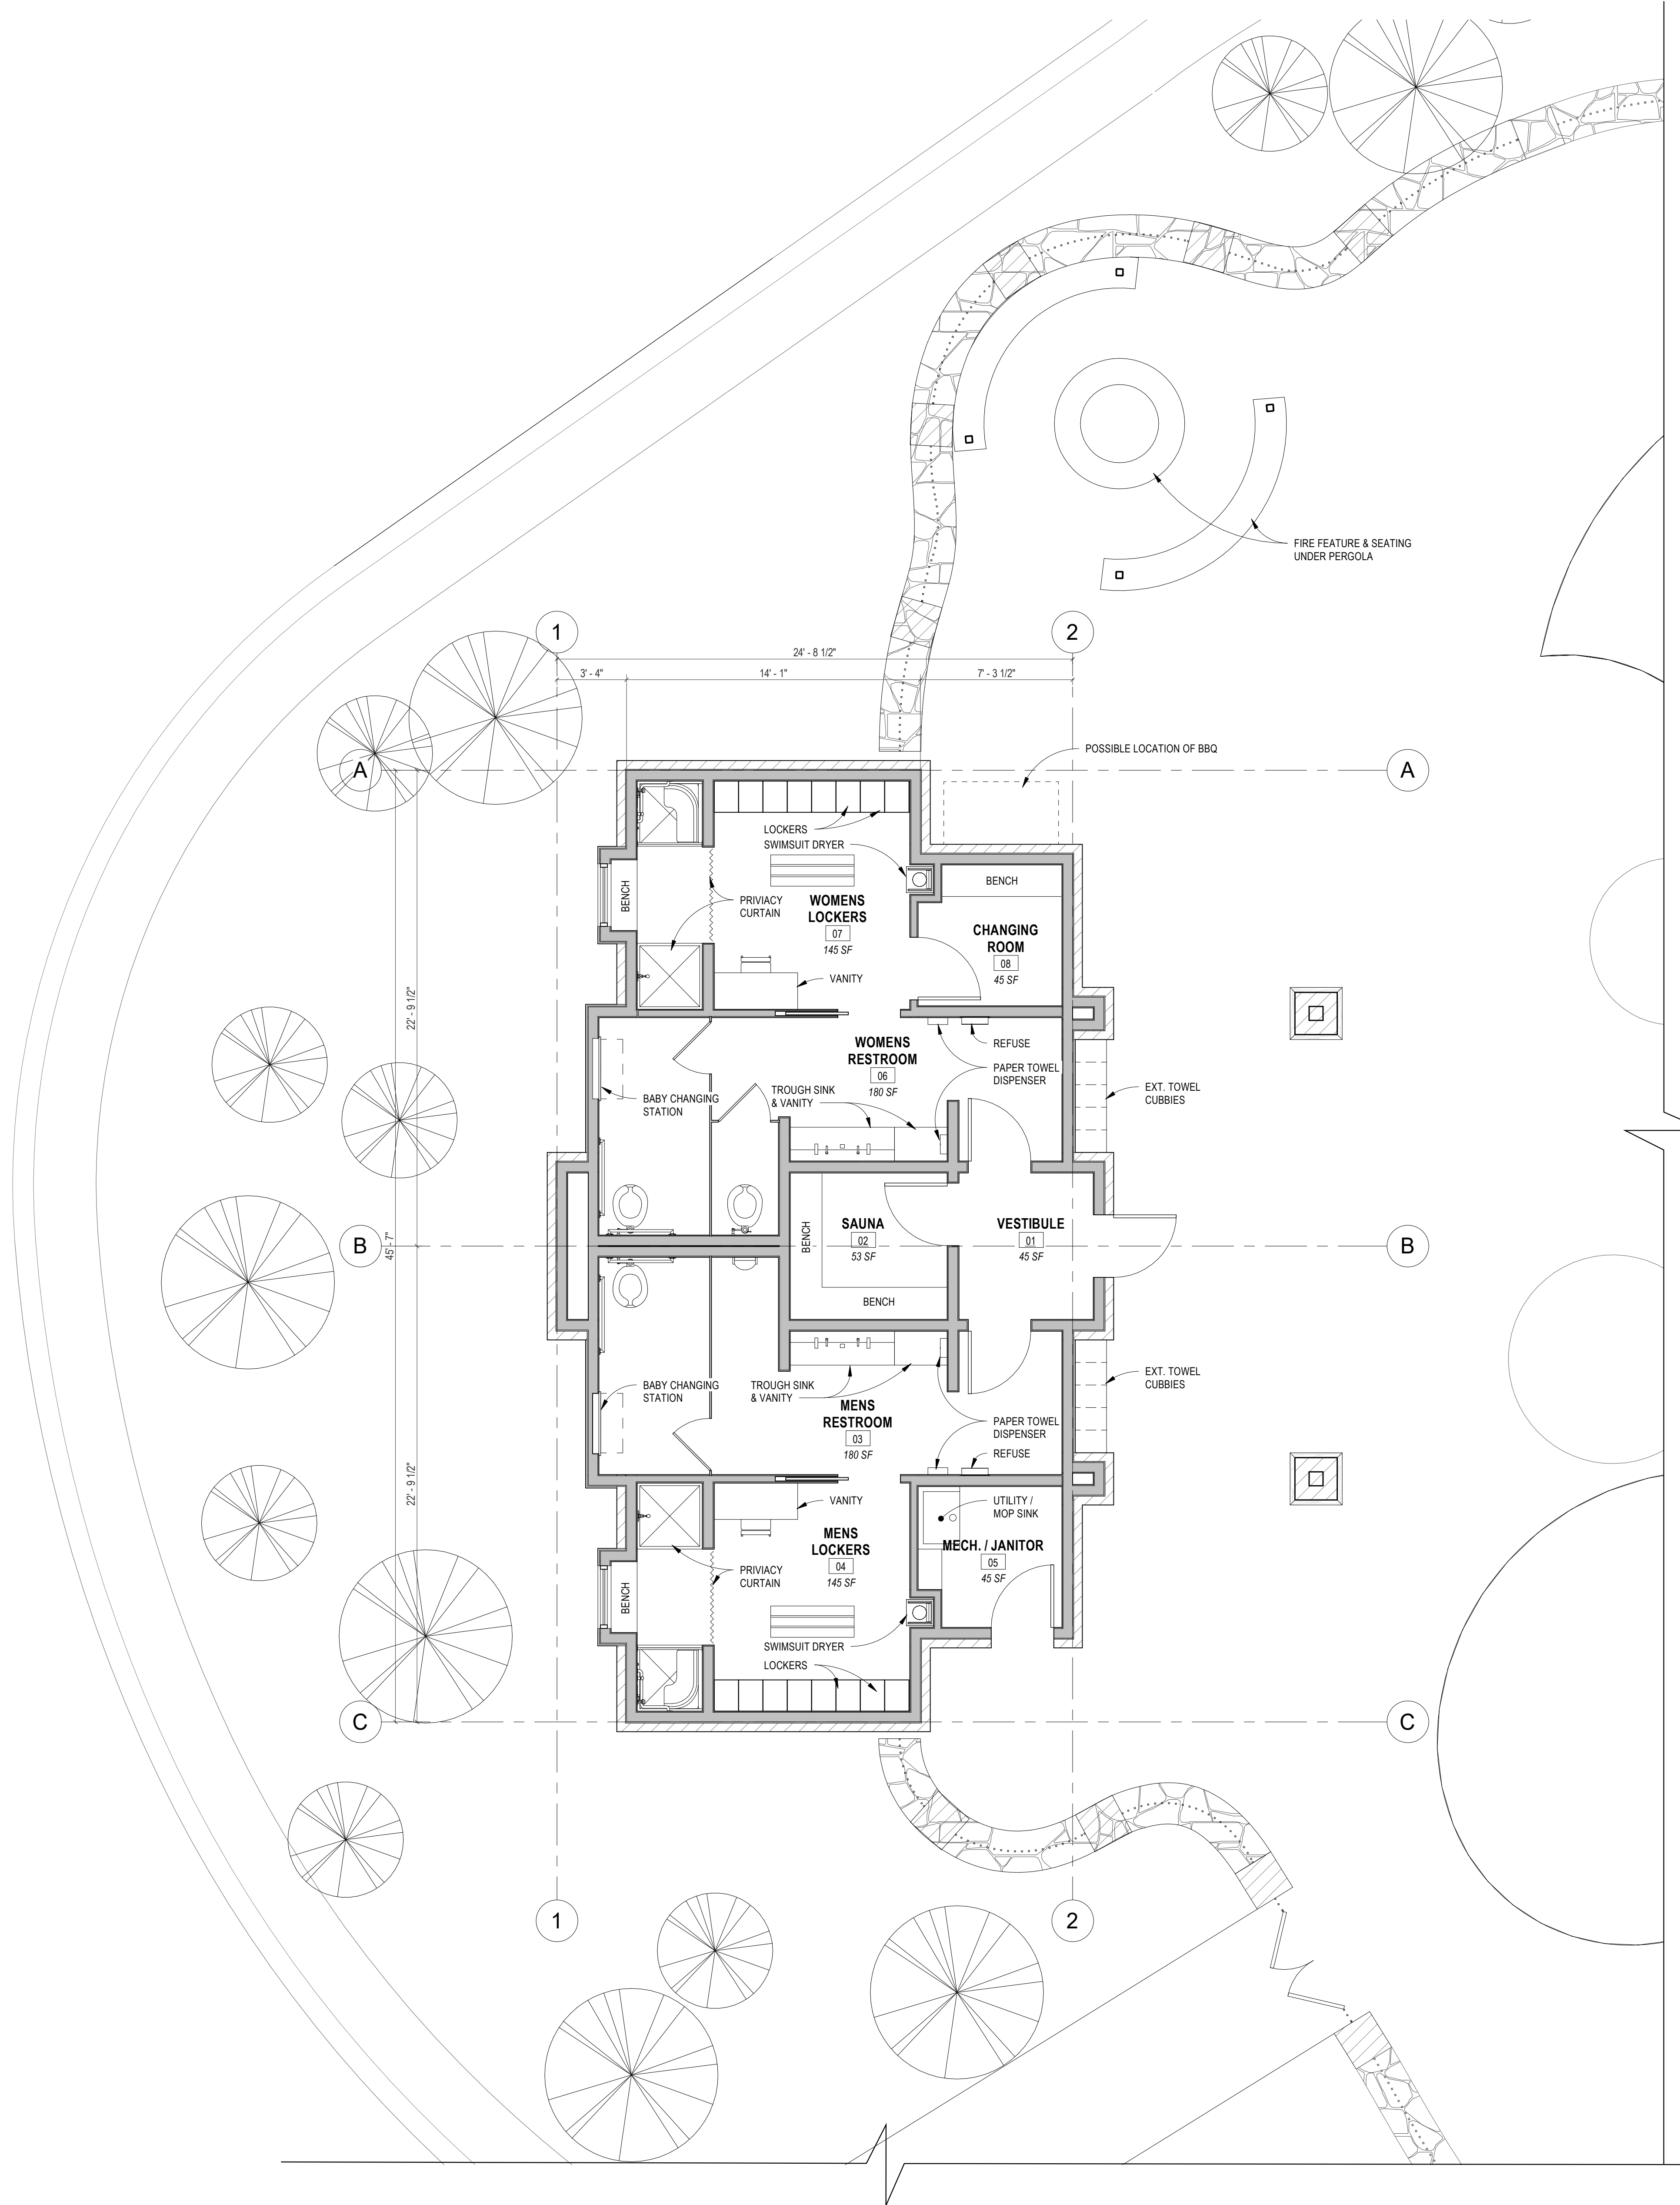 FIRE FEATURE & SEATING
UNDER PERGOLA
1
2
24' - 8 1/2"
3' - 4"
14' - 1"
7' - 3 1/2"
POSSIBLE LOCATION OF BBQ
A
A
LOCKERS
SWIMSUIT DRYER
BENCH
BENCH
PRIVIACY
CURTAIN
WOMENS
LOCKERS
07
145 SF
CHANGING
ROOM
08
45 SF
VANITY
22' - 9 1/2"
WOMENS
RESTROOM
06
180 SF
REFUSE
PAPER TOWEL
DISPENSER
BABY CHANGING
STATION
TROUGH SINK
& VANITY
EXT. TOWEL
CUBBIES
B
45' - 7"
BENCH
SAUNA
02
53 SF
VESTIBULE
01
45 SF
B
BENCH
BABY CHANGING
STATION
TROUGH SINK
& VANITY
EXT. TOWEL
CUBBIES
MENS
RESTROOM
03
180 SF
PAPER TOWEL
DISPENSER
REFUSE
22' - 9 1/2"
VANITY
UTILITY /
MOP SINK
MENS
LOCKERS
04
145 SF
MECH. / JANITOR
05
45 SF
PRIVIACY
CURTAIN
BENCH
SWIMSUIT DRYER
LOCKERS
C
C
1
2